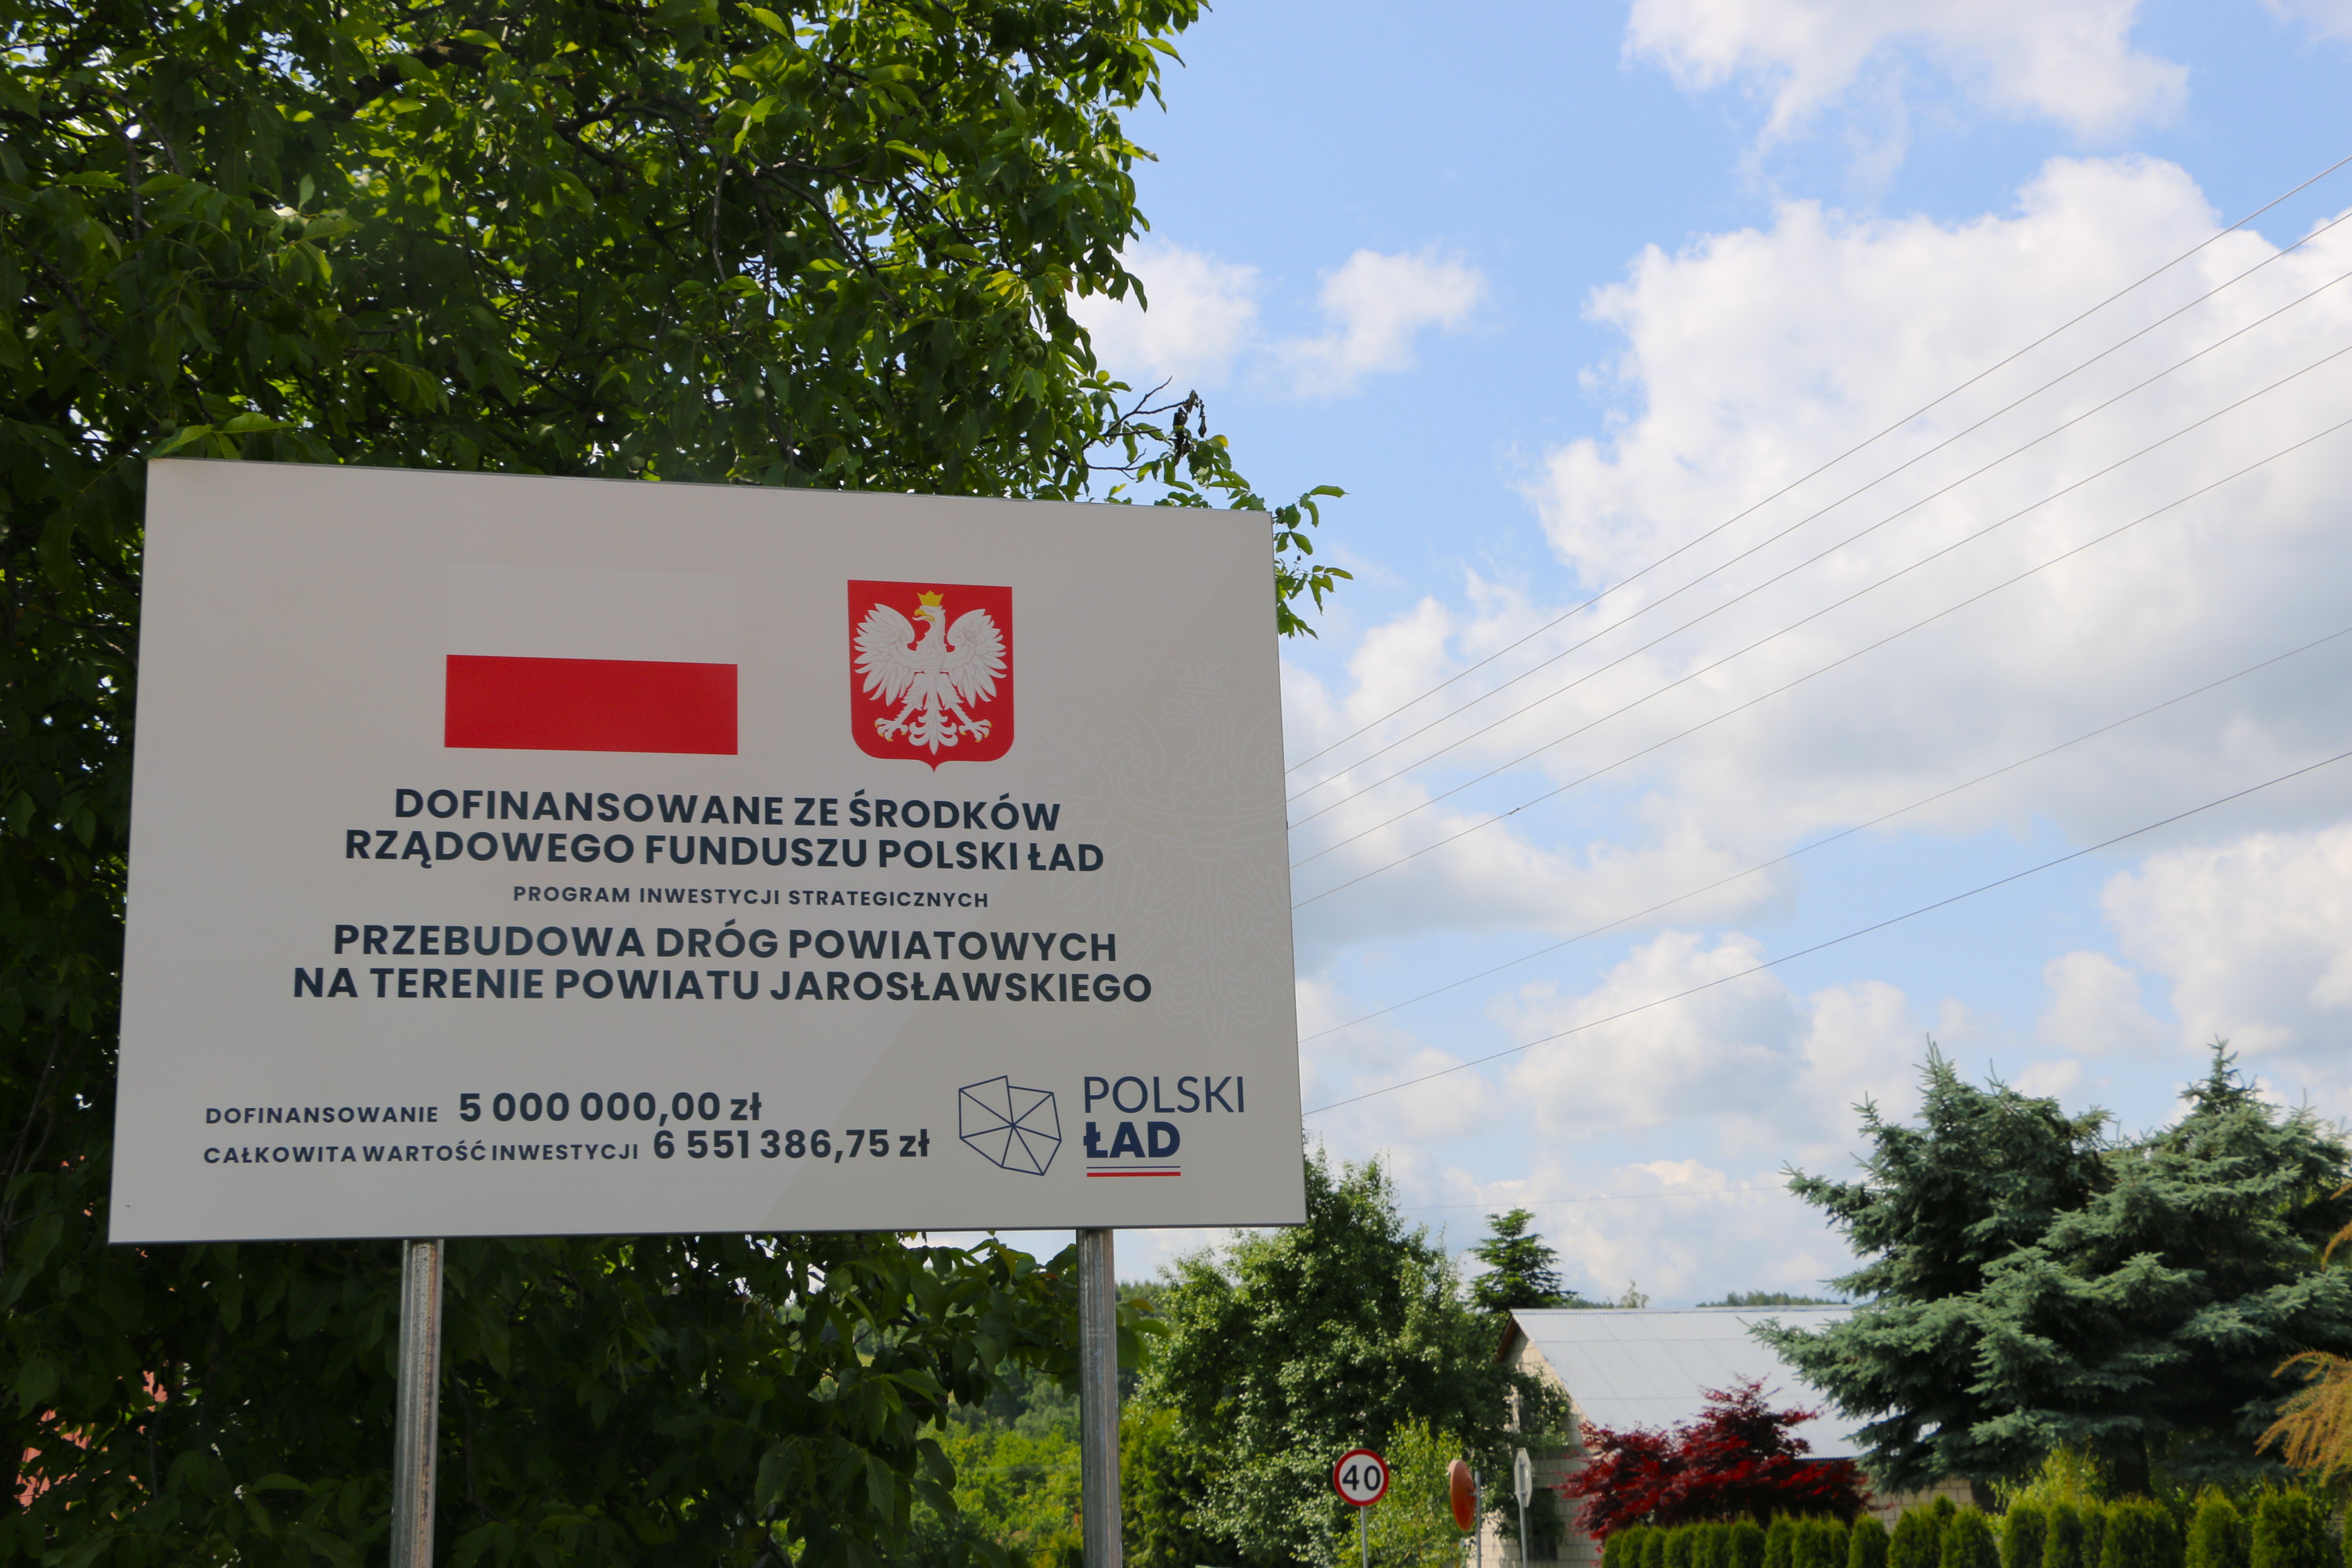 DOFINANSOWANE ZE ŚRODKÓW
RZĄDOWEGO FUNDUSZU POLSKI ŁAD
PROGRAM INWESTYCJI STRATEGICZNYCH
PRZEBUDOWA DRÓG POWIATOWYCH
NA TERENIE POWIATU JAROSŁAWSKIEGO
DOFINANSOWANIE 5 000 000,00 zł
CAŁKOWITA WARTOŚĆ INWESTYCJI 6 551 386,75 zł
POLSKI
ŁAD
40